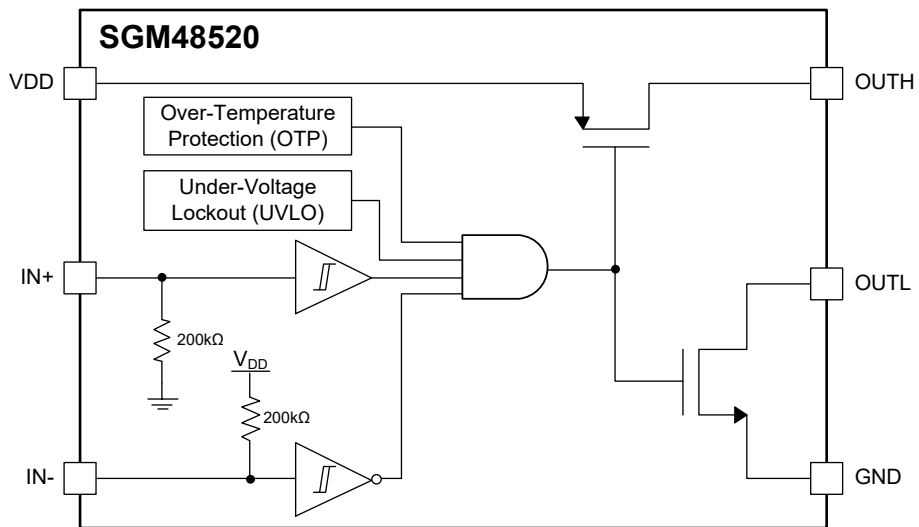 SGM48520
VDD
OUTH
Over-Temperature
Protection (OTP)
Under-Voltage
Lockout (UVLO)
IN+
OUTL
200kΩ
VDD
200kΩ
IN-
GND